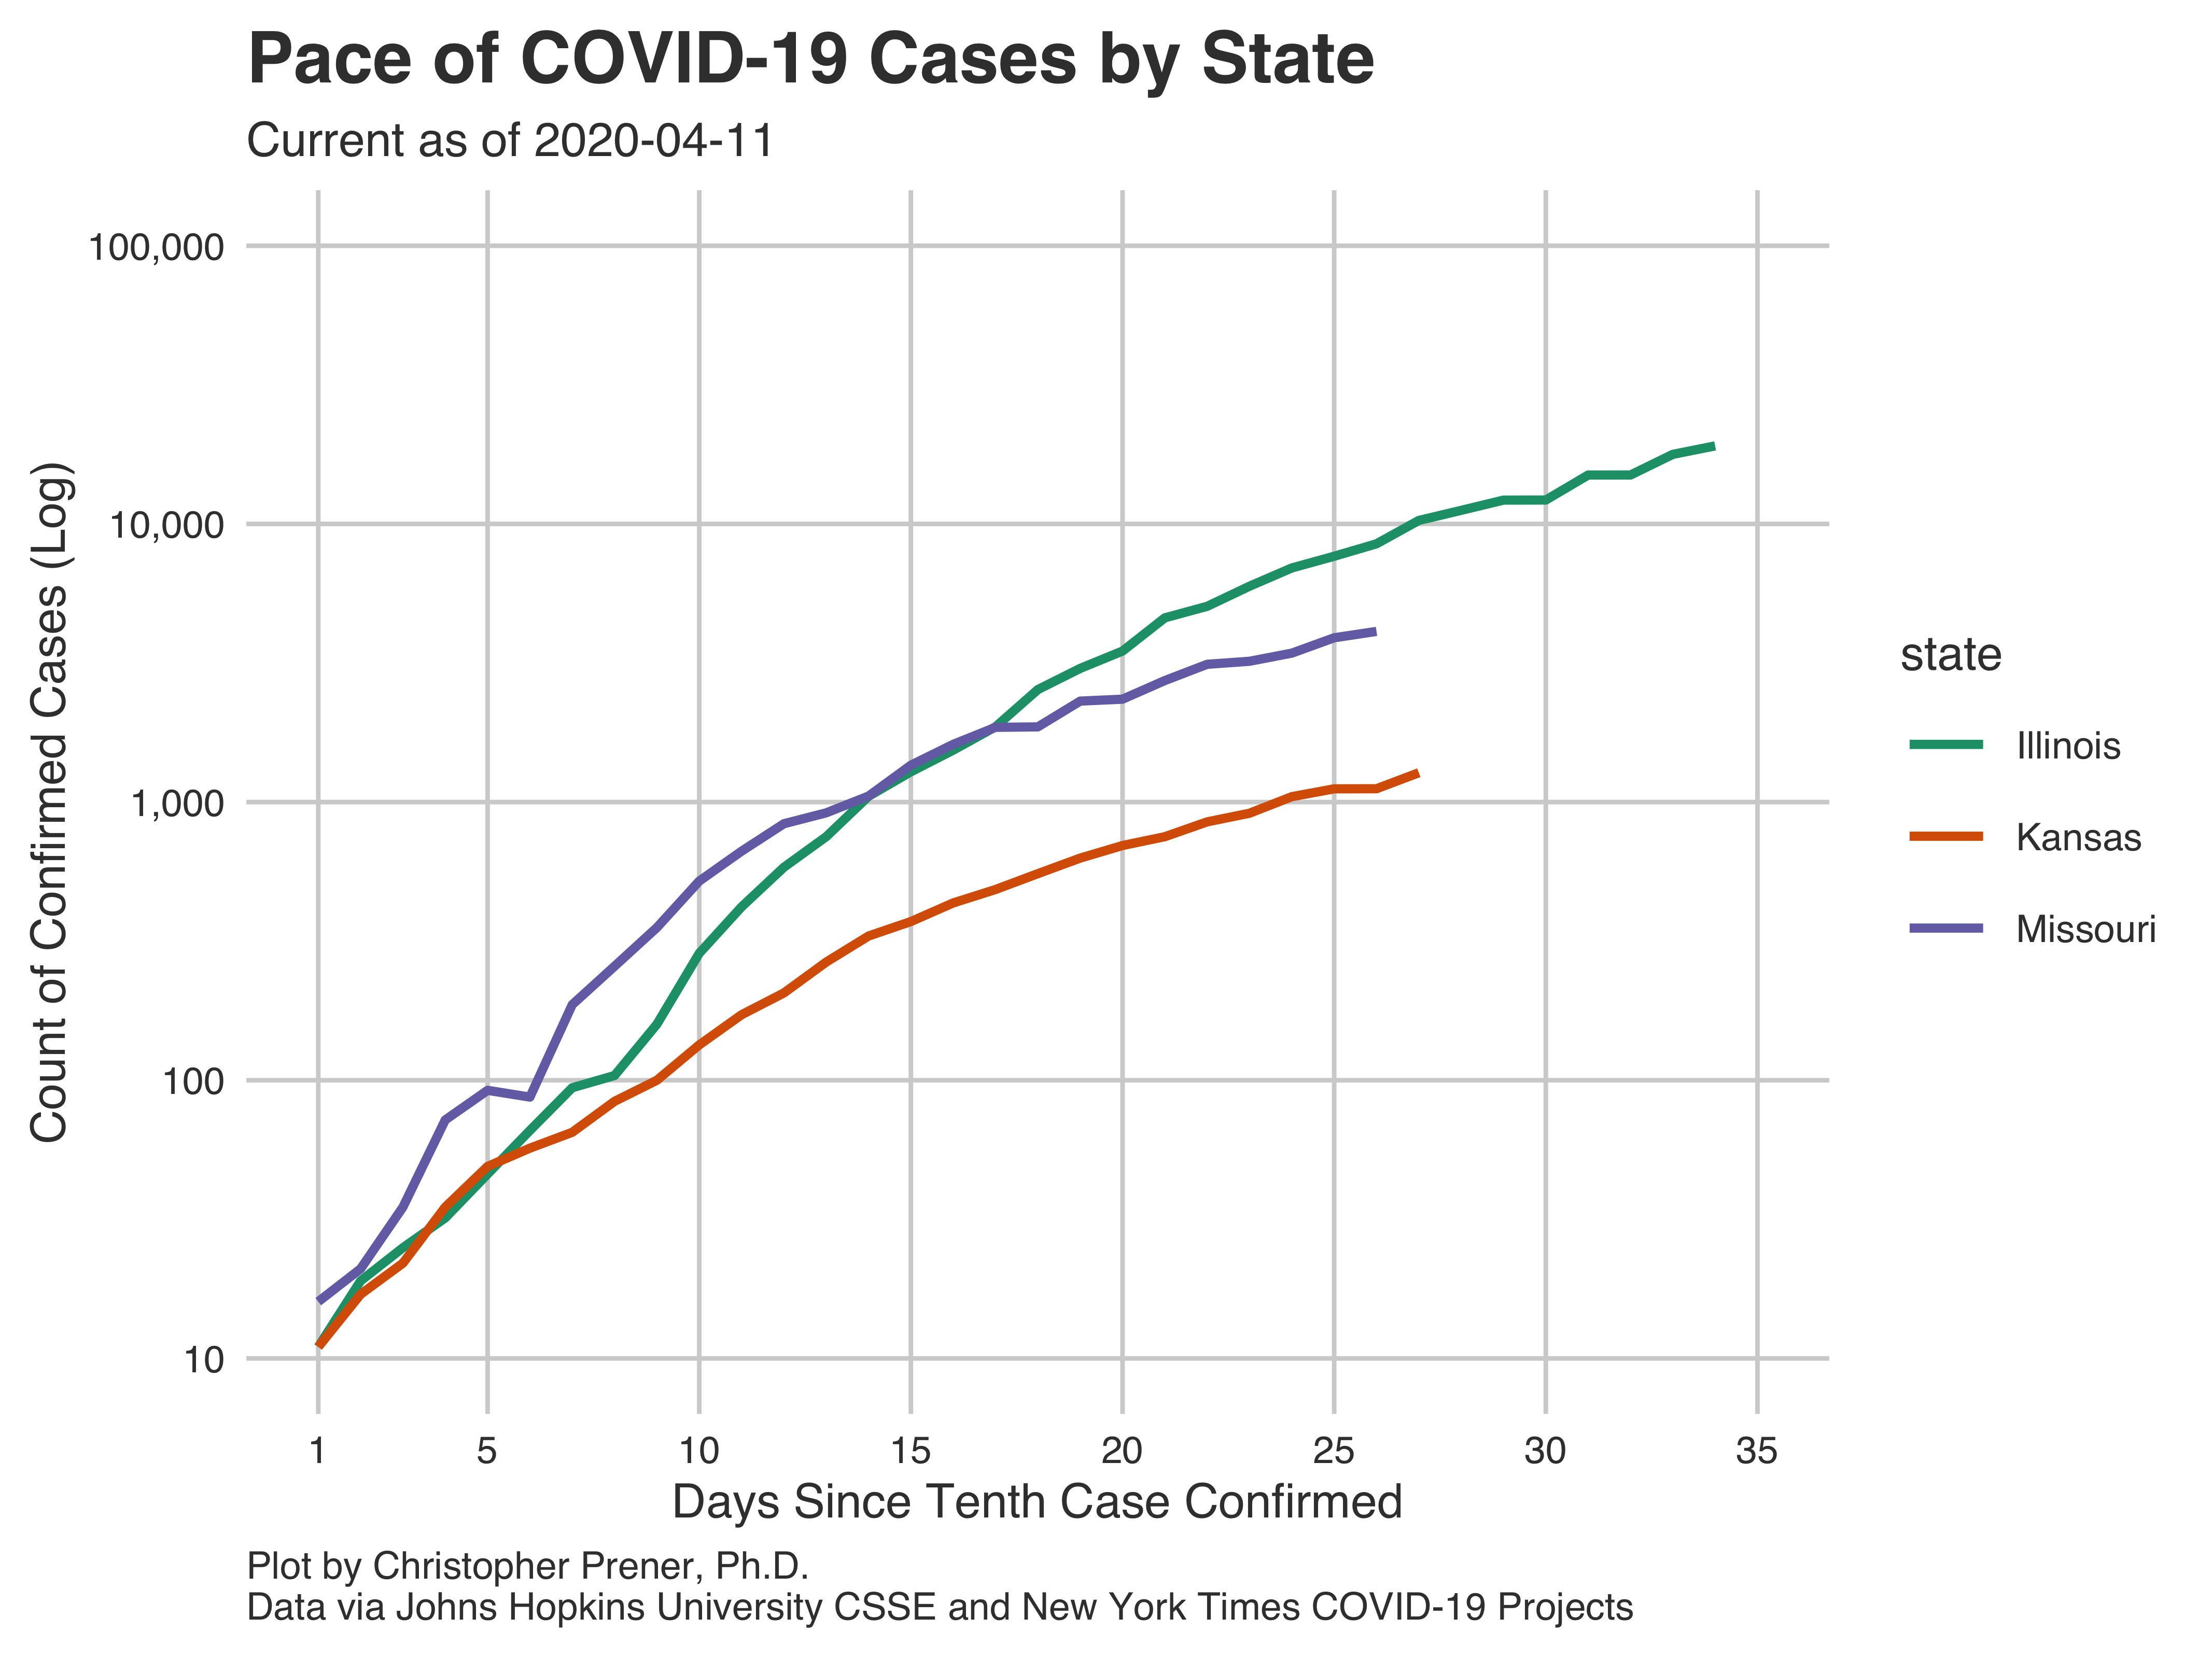 Pace of COVID-19 Cases by State
Current as of 2020-04-11
Count of Confirmed Cases (Log)
100,000
10,000
1,000
100
10
1 5 10 15 20 25 30 35
Days Since Tenth Case Confirmed
state
Illinois
Kansas
Missouri
Plot by Christopher Prener, Ph.D.
Data via Johns Hopkins University CSSE and New York Times COVID-19 Projects